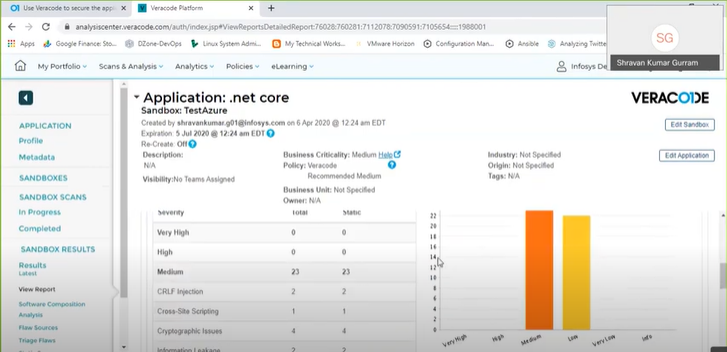 Use Veracode to secure the app
Veracode Platform
analysiscenter.veracode.com/auth/index.jsp#ViewReportsDetailedReport:76028:760281:7112078:7090591:7105654::::1988001
Apps
Google Finance: Sto...
DZone-DevOps
Linux System Admi...
My Technical Works...
VMware Horizon
Configuration Man...
Ansible
Analyzing Twitte
SG
Shravan Kumar Gurram
My Portfolio
Scans & Analysis
Analytics
Policies
eLearning
Infosys De
Application: .net core
VERACODE
Sandbox: TestAzure
Created by shravankumar.g01@infosys.com on 6 Apr 2020 @ 12:24 am EDT
Edit Sandbox
Expiration: 5 Jul 2020 @ 12:24 am EDT
Re-Create: Off
Description:
N/A
Visibility:No Teams Assigned
Business Criticality: Medium Help
Policy: Veracode
Recommended Medium
Business Unit: Not Specified
Owner: N/A
Industry: Not Specified
Origin: Not Specified
Tags: N/A
Edit Application
APPLICATION
Profile
Metadata
SANDBOXES
SANDBOX SCANS
In Progress
Completed
SANDBOX RESULTS
Results
Latest
View Report
Software Composition
Analysis
Flaw Sources
Triage Flaws
Severity Total Static
Very High 0 0
High 0 0
Medium 23 23
CRLF Injection 2 2
Cross-Site Scripting 1 1
Cryptographic Issues 4 4
Information Leakage 2 2
22
20
18
16
14
12
10
8
6
4
2
0
Very High High Medium Low Very Low Info